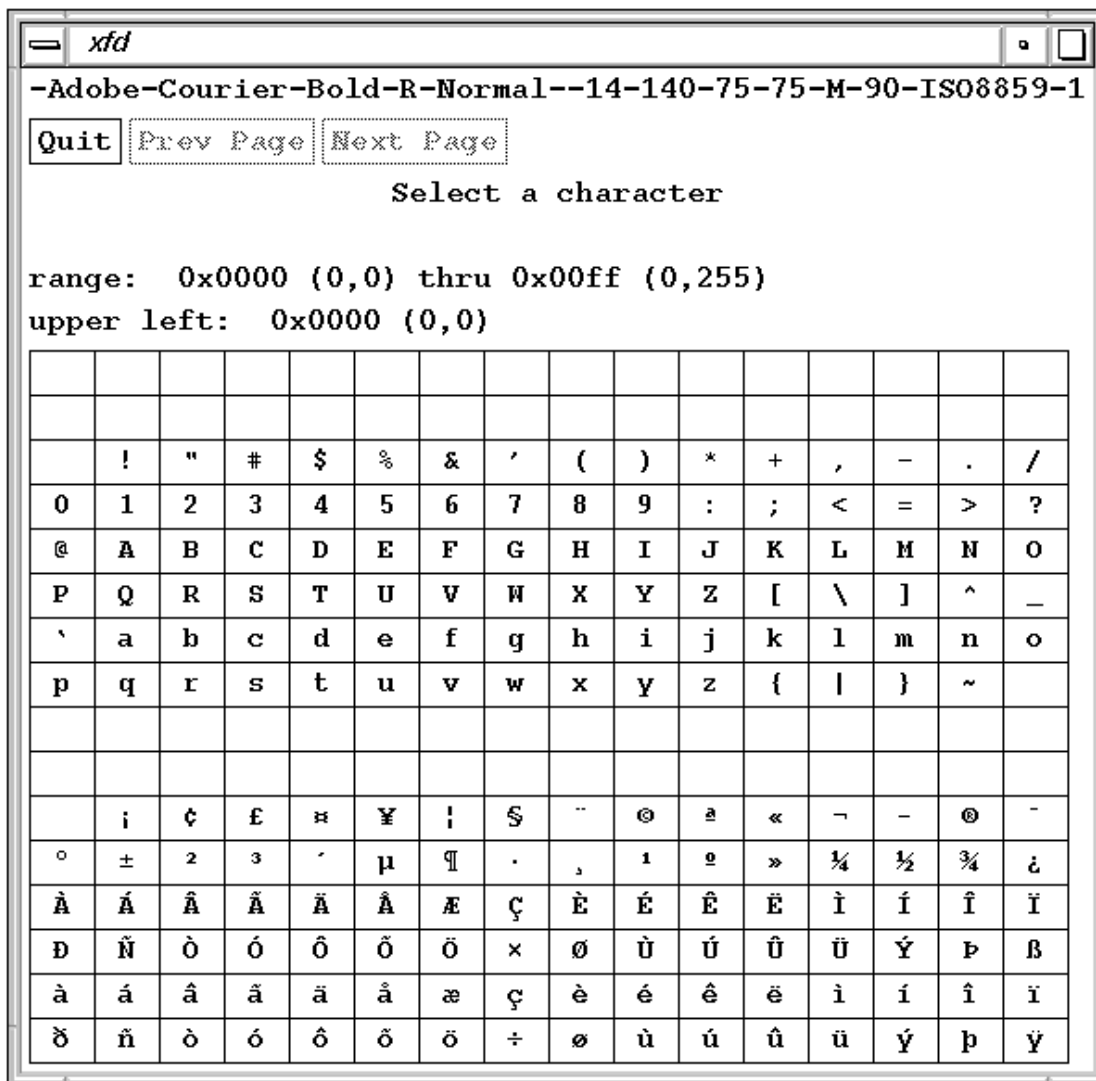 xfd
-Adobe-Courier-Bold-R-Normal--14-140-75-75-M-90-ISO8859-1
Quit Prev Page Next Page
Select a character
range: 0x0000 (0,0) thru 0x00ff (0,255)
upper left: 0x0000 (0,0)
! " # $ % & ' ( ) * + , - . /
0 1 2 3 4 5 6 7 8 9 : ; < = > ?
@ A B C D E F G H I J K L M N O
P Q R S T U V W X Y Z [ \ ] ^ _
` a b c d e f g h i j k l m n o
p q r s t u v w x y z { | } ~
¡ ¢ £ ¤ ¥ ¦ § ¨ © ª « ¬ - ® ¯
° ± ² ³ ´ µ ¶ · ¸ ¹ º » ¼ ½ ¾ ¿
À Á Â Ã Ä Å Æ Ç È É Ê Ë Ì Í Î Ï
Ð Ñ Ò Ó Ô Õ Ö × Ø Ù Ú Û Ü Ý Þ ß
à á â ã ä å æ ç è é ê ë ì í î ï
ð ñ ò ó ô õ ö ÷ ø ù ú û ü ý þ ÿ